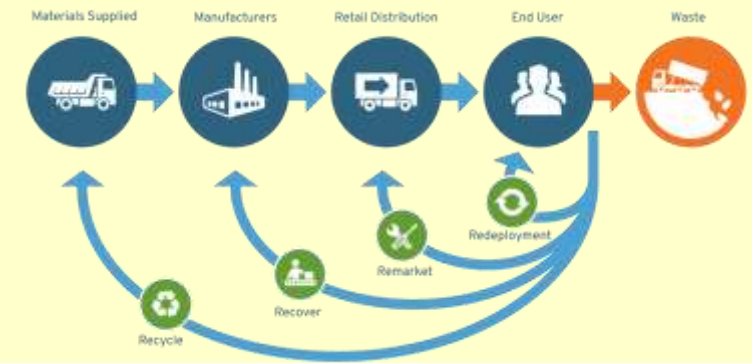 Materials Supplied
Manufacturers
Retail Distribution
End User
Waste
Redeployment
Remarket
Recover
Recycle